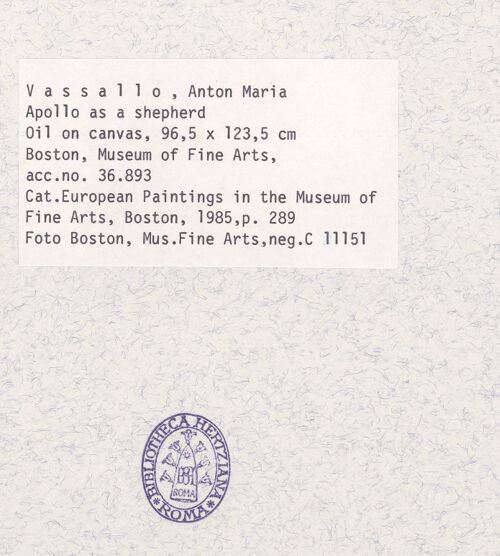 V a s s a l l o , Anton Maria
Apollo as a shepherd
Oil on canvas, 96,5 x 123,5 cm
Boston, Museum of Fine Arts,
acc.no. 36.893
Cat.European Paintings in the Museum of
Fine Arts, Boston, 1985,p. 289
Foto Boston, Mus.Fine Arts,neg.C 11151
BIBLIOTHECA HERTZIANA
ROMA
* ROMA *